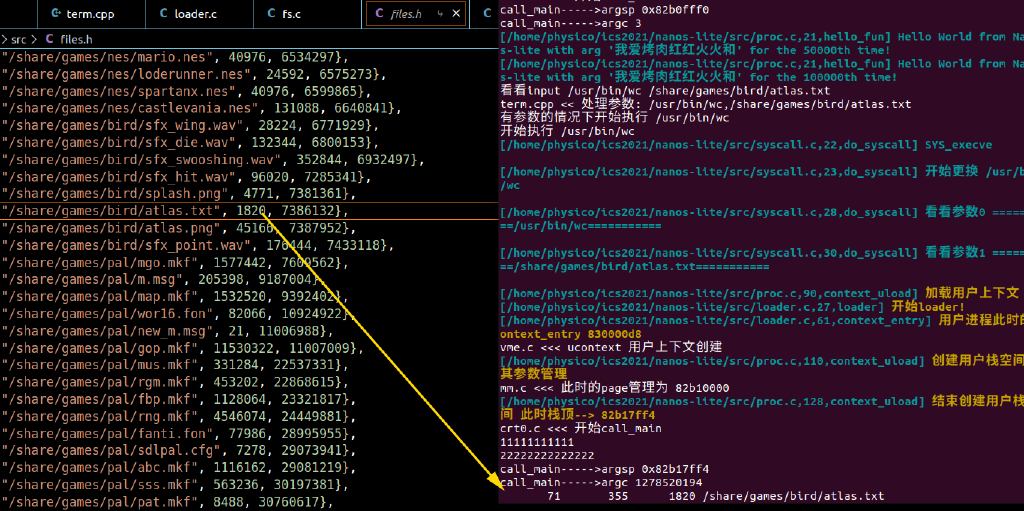 term.cpp
loader.c
fs.c
files.h
src > files.h
"/share/games/nes/mario.nes", 40976, 6534297},
"/share/games/nes/loderunner.nes", 24592, 6575273},
"/share/games/nes/spartanx.nes", 40976, 6599865},
"/share/games/nes/castlevania.nes", 131088, 6640841},
"/share/games/bird/sfx_wing.wav", 28224, 6771929},
"/share/games/bird/sfx_die.wav", 132344, 6800153},
"/share/games/bird/sfx_swooshing.wav", 352844, 6932497},
"/share/games/bird/sfx_hit.wav", 96020, 7285341},
"/share/games/bird/splash.png", 4771, 7381361},
"/share/games/bird/atlas.txt", 1820, 7386132},
"/share/games/bird/atlas.png", 45166, 7387952},
"/share/games/bird/sfx_point.wav", 176444, 7433118},
"/share/games/pal/mgo.mkf", 1577442, 7609562},
"/share/games/pal/m.msg", 205398, 9187004},
"/share/games/pal/map.mkf", 1532520, 9392402},
"/share/games/pal/wor16.fon", 82066, 10924922},
"/share/games/pal/new_m.msg", 21, 11006988},
"/share/games/pal/gop.mkf", 11530322, 11007009},
"/share/games/pal/mus.mkf", 331284, 22537331},
"/share/games/pal/rgm.mkf", 453202, 22868615},
"/share/games/pal/fbp.mkf", 1128064, 23321817},
"/share/games/pal/rng.mkf", 4546074, 24449881},
"/share/games/pal/fanti.fon", 77986, 28995955},
"/share/games/pal/sdlpal.cfg", 7278, 29073941},
"/share/games/pal/abc.mkf", 1116162, 29081219},
"/share/games/pal/sss.mkf", 563236, 30197381},
"/share/games/pal/pat.mkf", 8488, 30760617},
call_main----->argsp 0x82b0fff0
call_main----->argc 3
[/home/physico/ics2021/nanos-lite/src/proc.c,21,hello_fun] Hello World from Na
s-lite with arg '我爱烤肉红红火火和' for the 50000th time!
[/home/physico/ics2021/nanos-lite/src/proc.c,21,hello_fun] Hello World from Na
s-lite with arg '我爱烤肉红红火火和' for the 100000th time!
看看input /usr/bin/wc /share/games/bird/atlas.txt
term.cpp << 处理参数: /usr/bin/wc,/share/games/bird/atlas.txt
有参数的情况下开始执行 /usr/bin/wc
开始执行 /usr/bin/wc
[/home/physico/ics2021/nanos-lite/src/syscall.c,22,do_syscall] SYS_execve
[/home/physico/ics2021/nanos-lite/src/syscall.c,23,do_syscall] 开始更换 /usr/b
/wc
[/home/physico/ics2021/nanos-lite/src/syscall.c,28,do_syscall] 看看参数0 =====
==/usr/bin/wc===========
[/home/physico/ics2021/nanos-lite/src/syscall.c,30,do_syscall] 看看参数1 =====
==/share/games/bird/atlas.txt===========
[/home/physico/ics2021/nanos-lite/src/proc.c,90,context_uload] 加载用户上下文
[/home/physico/ics2021/nanos-lite/src/loader.c,27,loader] 开始loader!
[/home/physico/ics2021/nanos-lite/src/loader.c,61,context_entry] 用户进程此时的
ontext_entry 830000d8
vme.c <<< ucontext 用户上下文创建
[/home/physico/ics2021/nanos-lite/src/proc.c,110,context_uload] 创建用户栈空间
其参数管理
mm.c <<< 此时的page管理为 82b10000
[/home/physico/ics2021/nanos-lite/src/proc.c,128,context_uload] 结束创建用户栈
间 此时栈顶--> 82b17ff4
crt0.c <<< 开始call_main
11111111111
22222222222222
call_main----->argsp 0x82b17ff4
call_main----->argc 1278520194
71 355 1820 /share/games/bird/atlas.txt